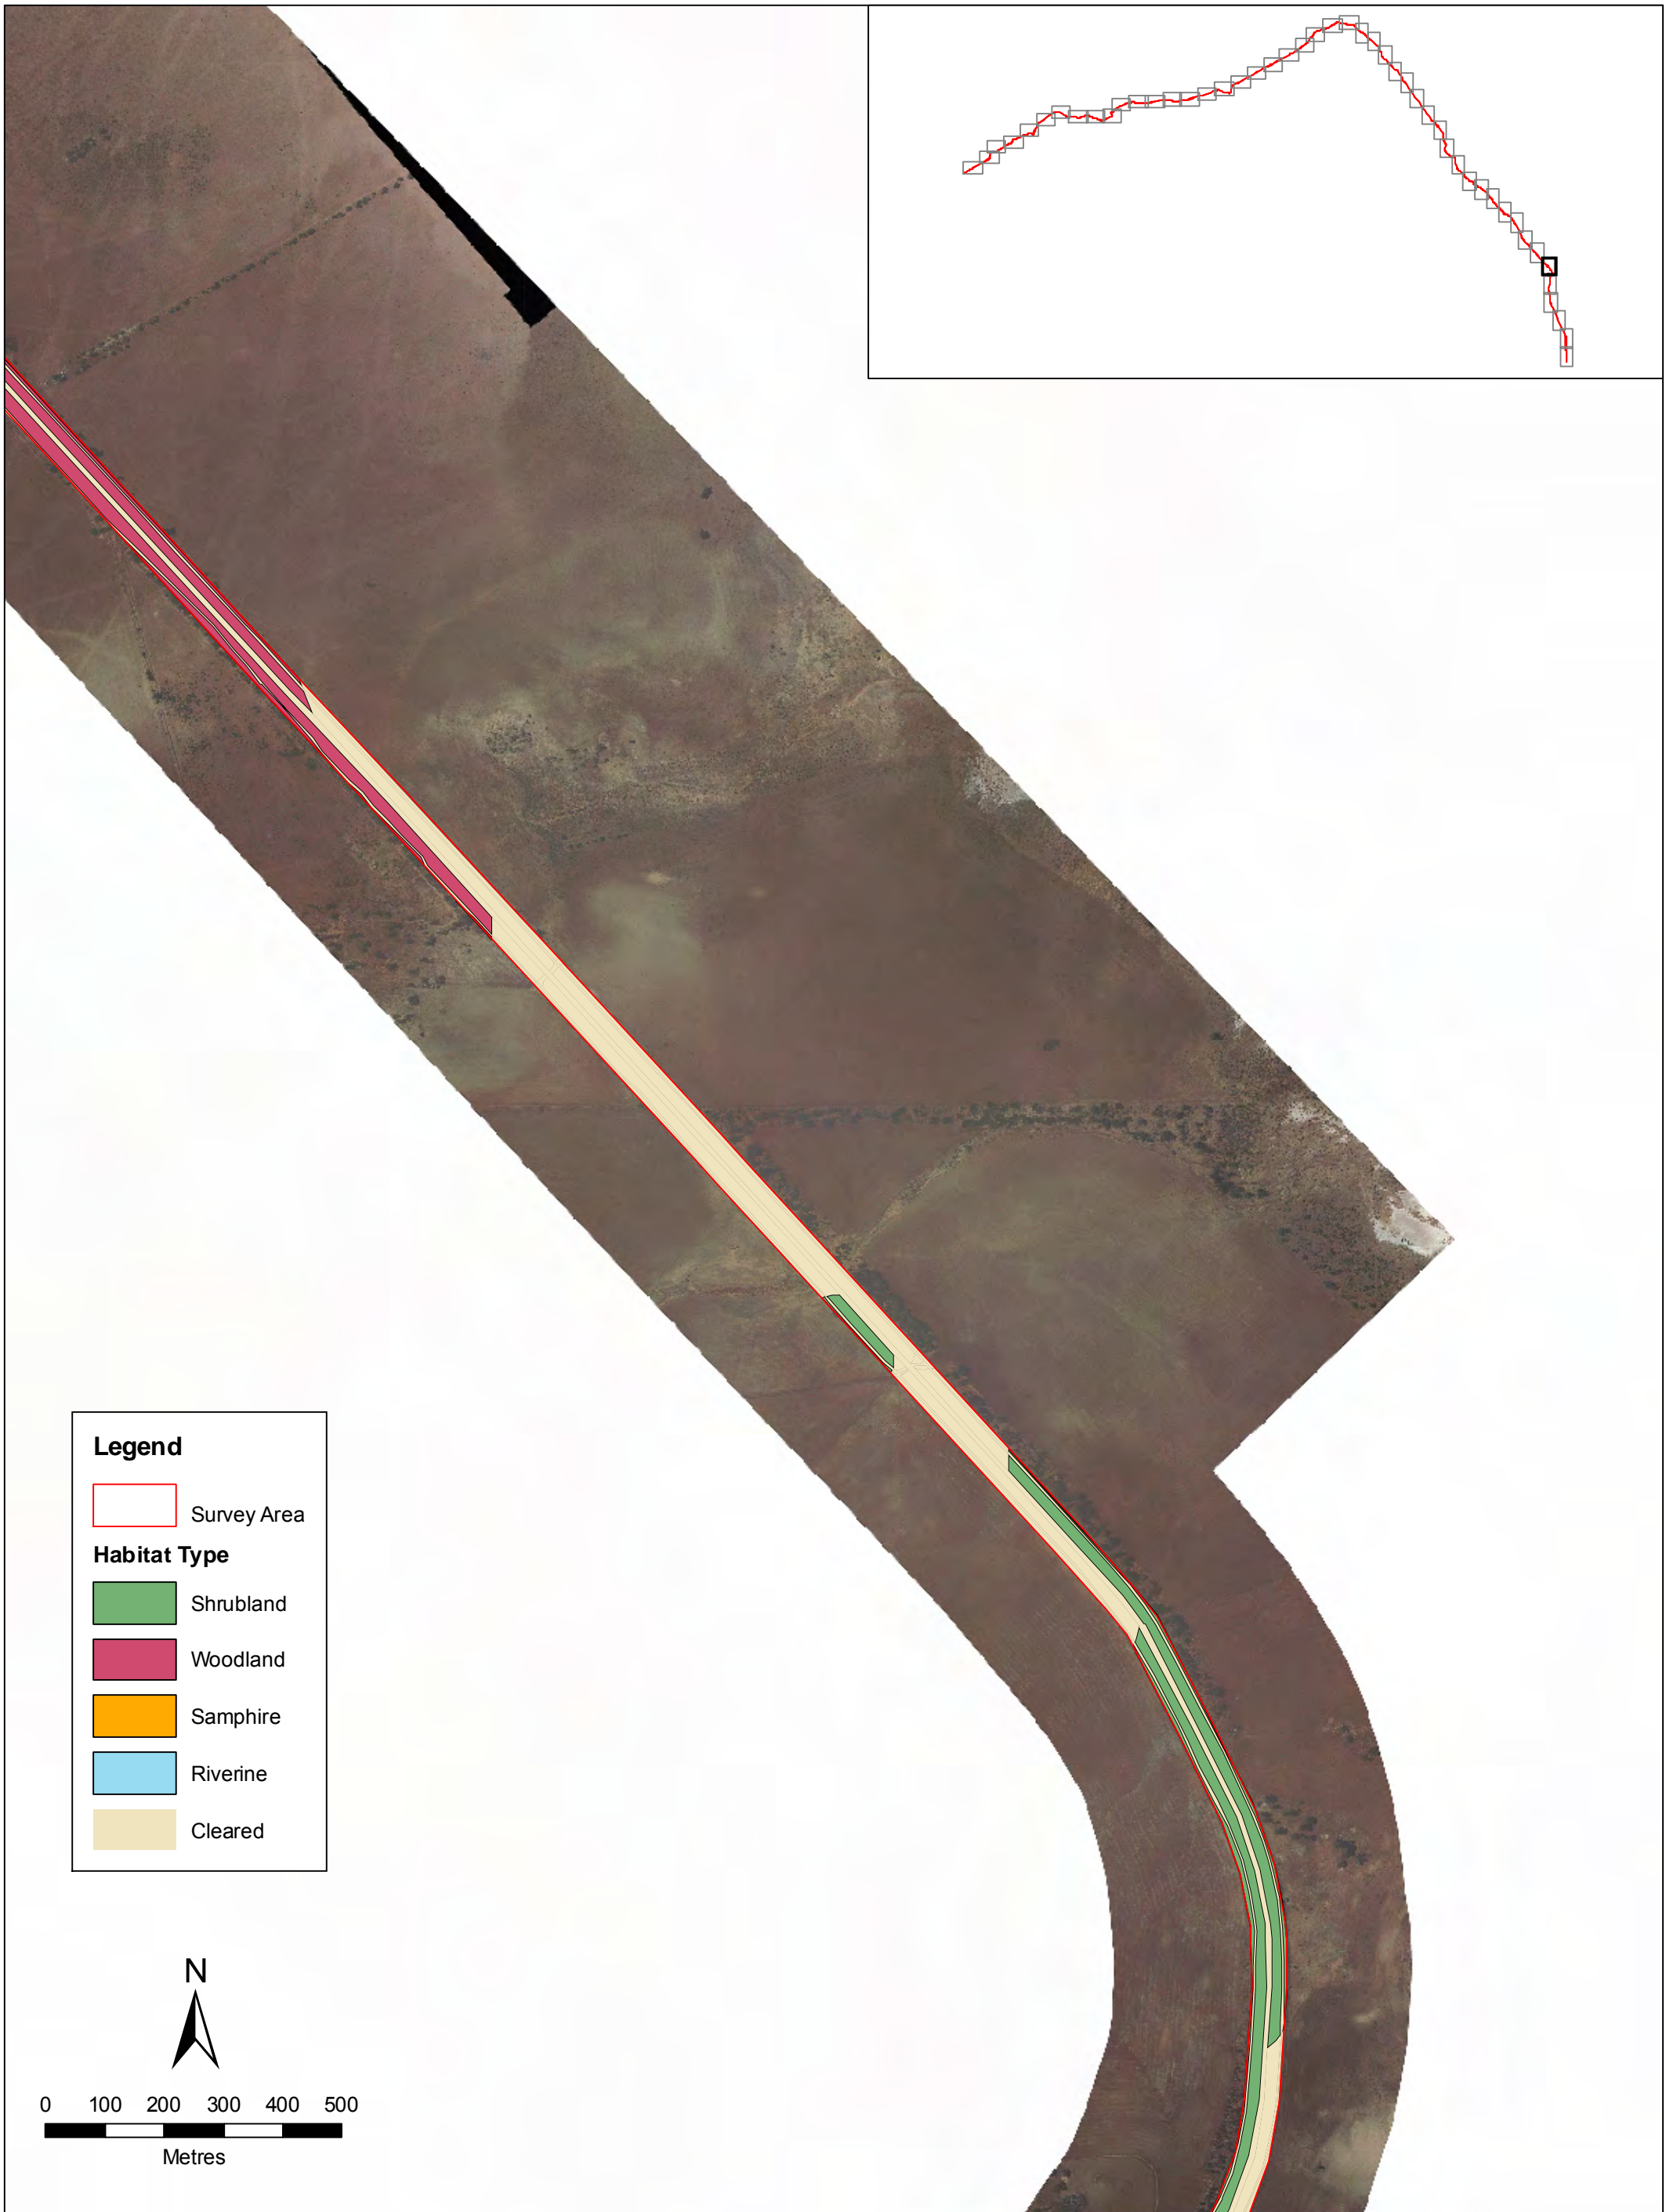 Legend
Survey Area
Habitat Type
Shrubland
Woodland
Samphire
Riverine
Cleared
N
0 100 200 300 400 500
Metres